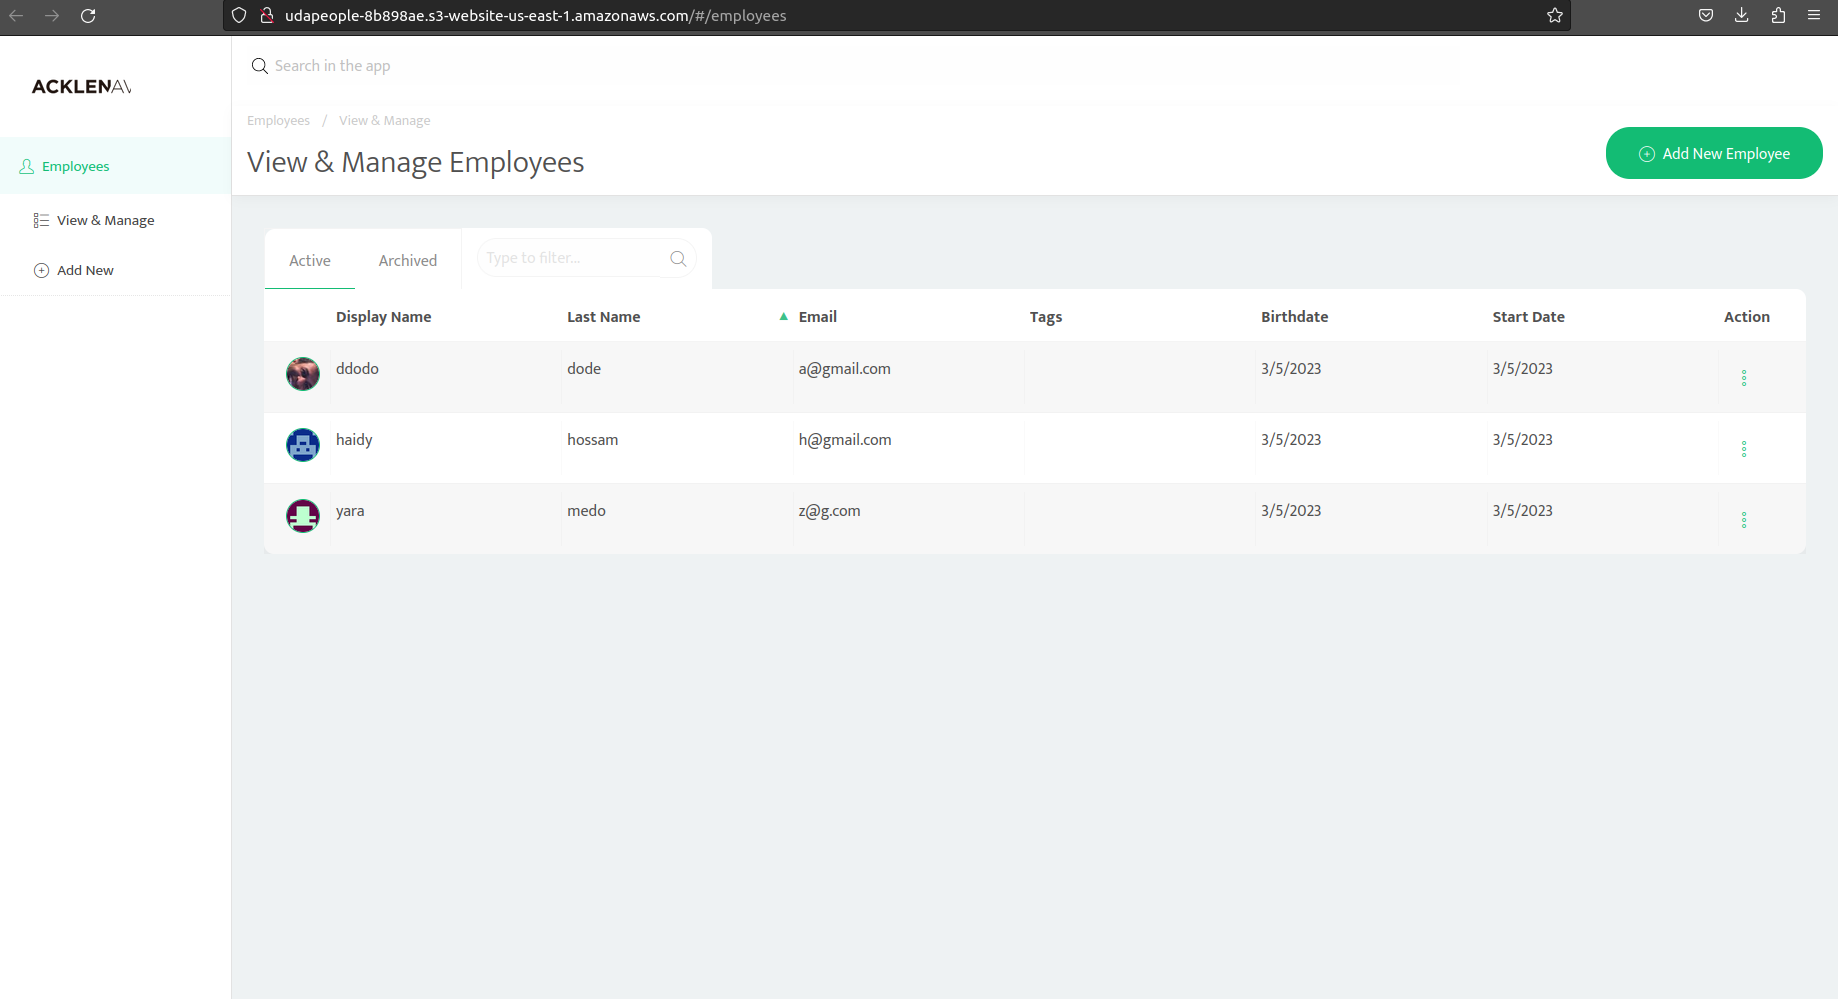 udapeople-8b898ae.s3-website-us-east-1.amazonaws.com/#/employees
ACKLENAV
Search in the app
Employees / View & Manage
View & Manage Employees
Add New Employee
Employees
View & Manage
Add New
Active Archived Type to filter...
Display Name Last Name Email Tags Birthdate Start Date Action
ddodo dode a@gmail.com 3/5/2023 3/5/2023
haidy hossam h@gmail.com 3/5/2023 3/5/2023
yara medo z@g.com 3/5/2023 3/5/2023